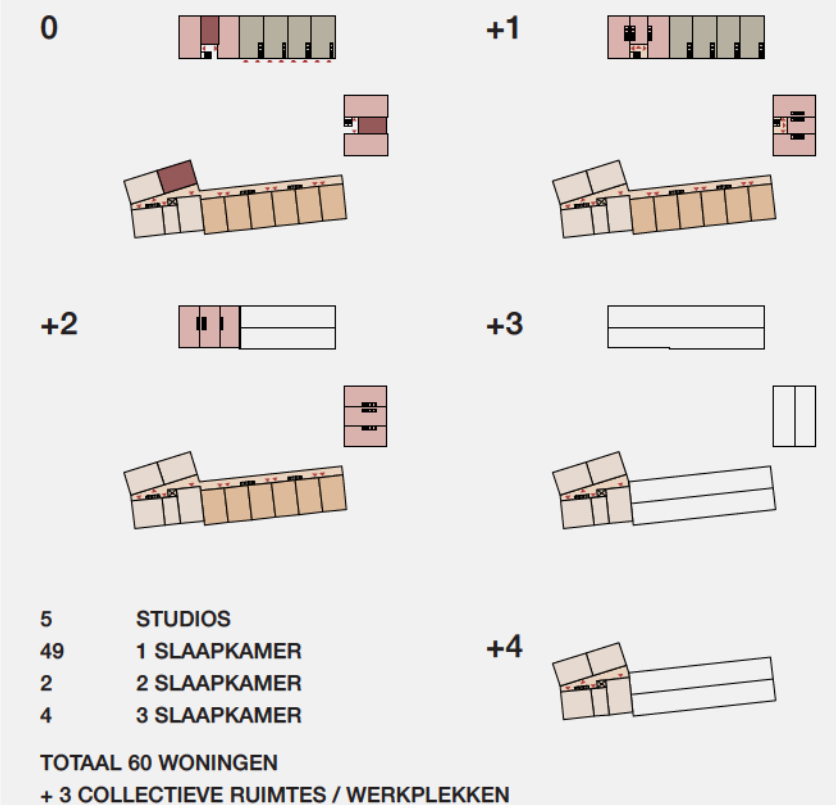 0
+1
+2
+3
5 STUDIOS
49 1 SLAAPKAMER
2 2 SLAAPKAMER
4 3 SLAAPKAMER
+4
TOTAAL 60 WONINGEN
+ 3 COLLECTIEVE RUIMTES / WERKPLEKKEN